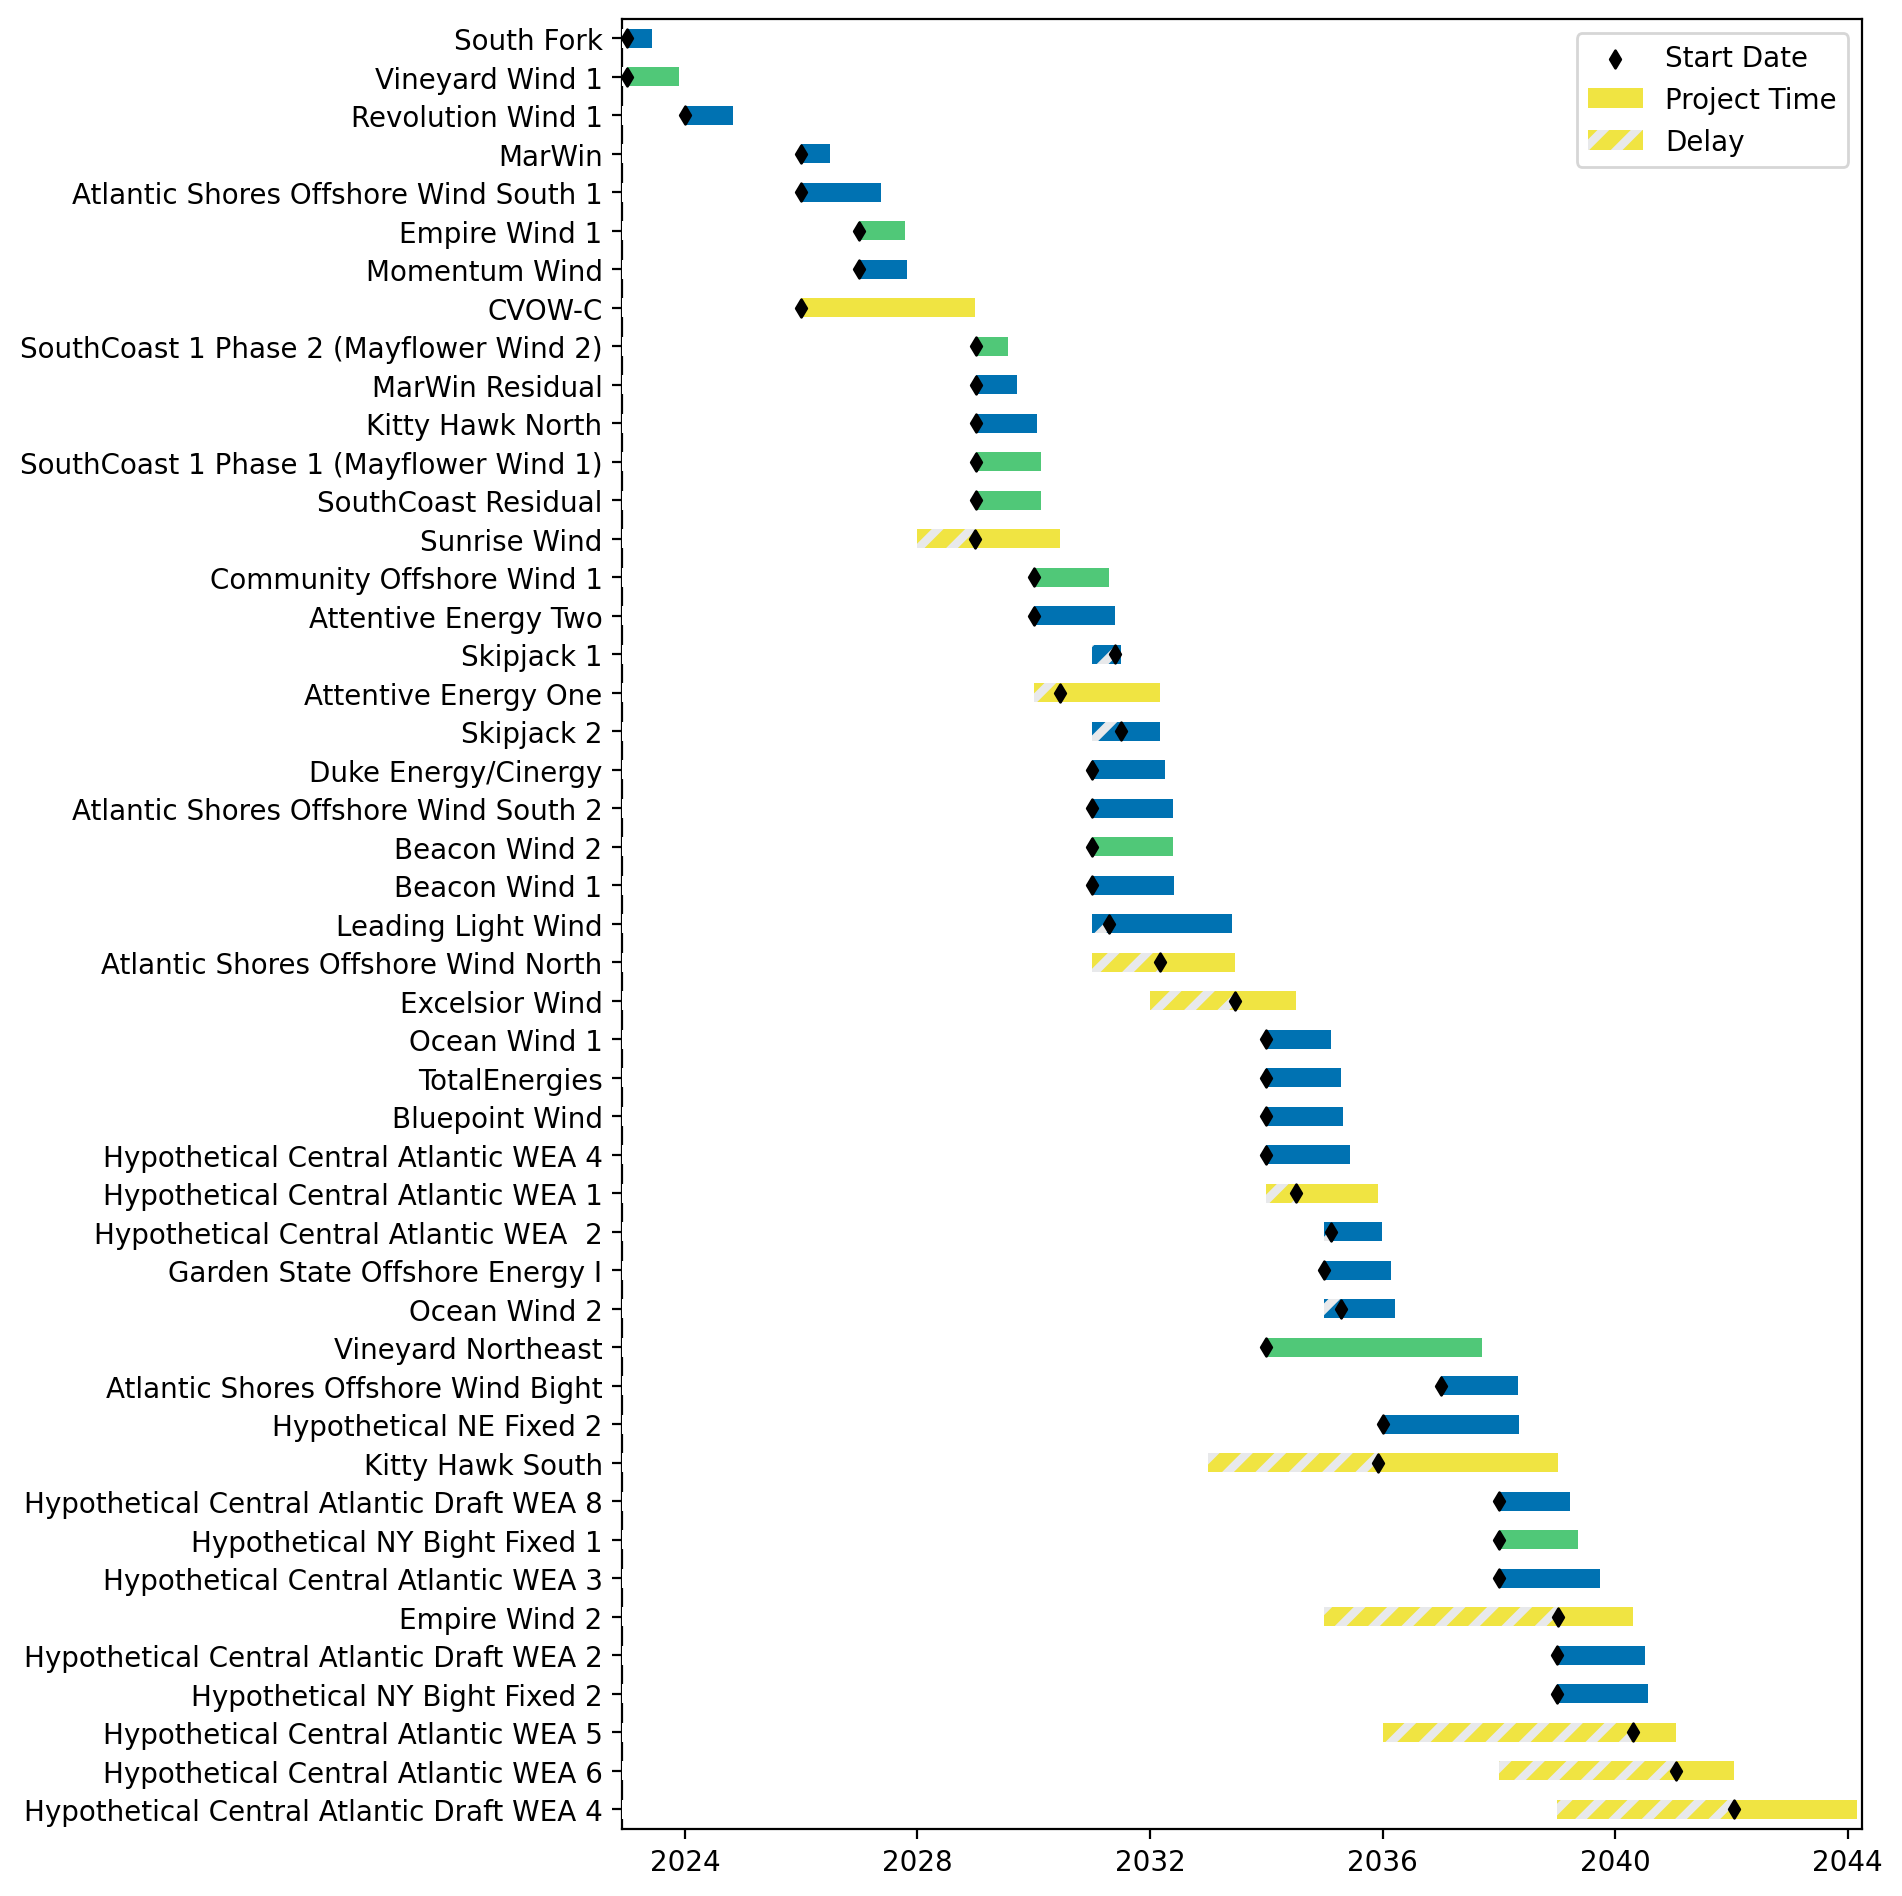 South Fork
Vineyard Wind 1
Revolution Wind 1
MarWin
Atlantic Shores Offshore Wind South 1
Empire Wind 1
Momentum Wind
CVOW-C
SouthCoast 1 Phase 2 (Mayflower Wind 2)
MarWin Residual
Kitty Hawk North
SouthCoast 1 Phase 1 (Mayflower Wind 1)
SouthCoast Residual
Sunrise Wind
Community Offshore Wind 1
Attentive Energy Two
Skipjack 1
Attentive Energy One
Skipjack 2
Duke Energy/Cinergy
Atlantic Shores Offshore Wind South 2
Beacon Wind 2
Beacon Wind 1
Leading Light Wind
Atlantic Shores Offshore Wind North
Excelsior Wind
Ocean Wind 1
TotalEnergies
Bluepoint Wind
Hypothetical Central Atlantic WEA 4
Hypothetical Central Atlantic WEA 1
Hypothetical Central Atlantic WEA  2
Garden State Offshore Energy I
Ocean Wind 2
Vineyard Northeast
Atlantic Shores Offshore Wind Bight
Hypothetical NE Fixed 2
Kitty Hawk South
Hypothetical Central Atlantic Draft WEA 8
Hypothetical NY Bight Fixed 1
Hypothetical Central Atlantic WEA 3
Empire Wind 2
Hypothetical Central Atlantic Draft WEA 2
Hypothetical NY Bight Fixed 2
Hypothetical Central Atlantic WEA 5
Hypothetical Central Atlantic WEA 6
Hypothetical Central Atlantic Draft WEA 4
Start Date
Project Time
Delay
2024 2028 2032 2036 2040 2044